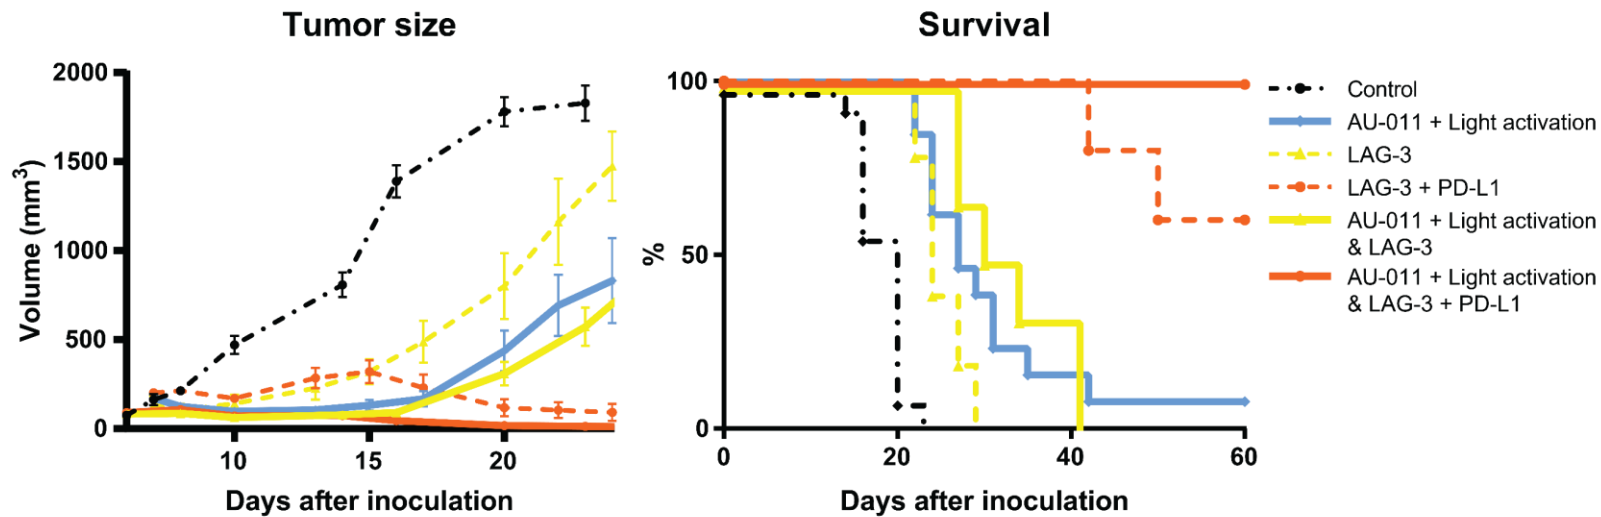 Tumor size
Survival
2000
1500
1000
500
0
Volume (mm³)
10
15
20
Days after inoculation
100
50
0
%
0
20
40
60
Days after inoculation
Control
AU-011 + Light activation
LAG-3
LAG-3 + PD-L1
AU-011 + Light activation
& LAG-3
AU-011 + Light activation
& LAG-3 + PD-L1